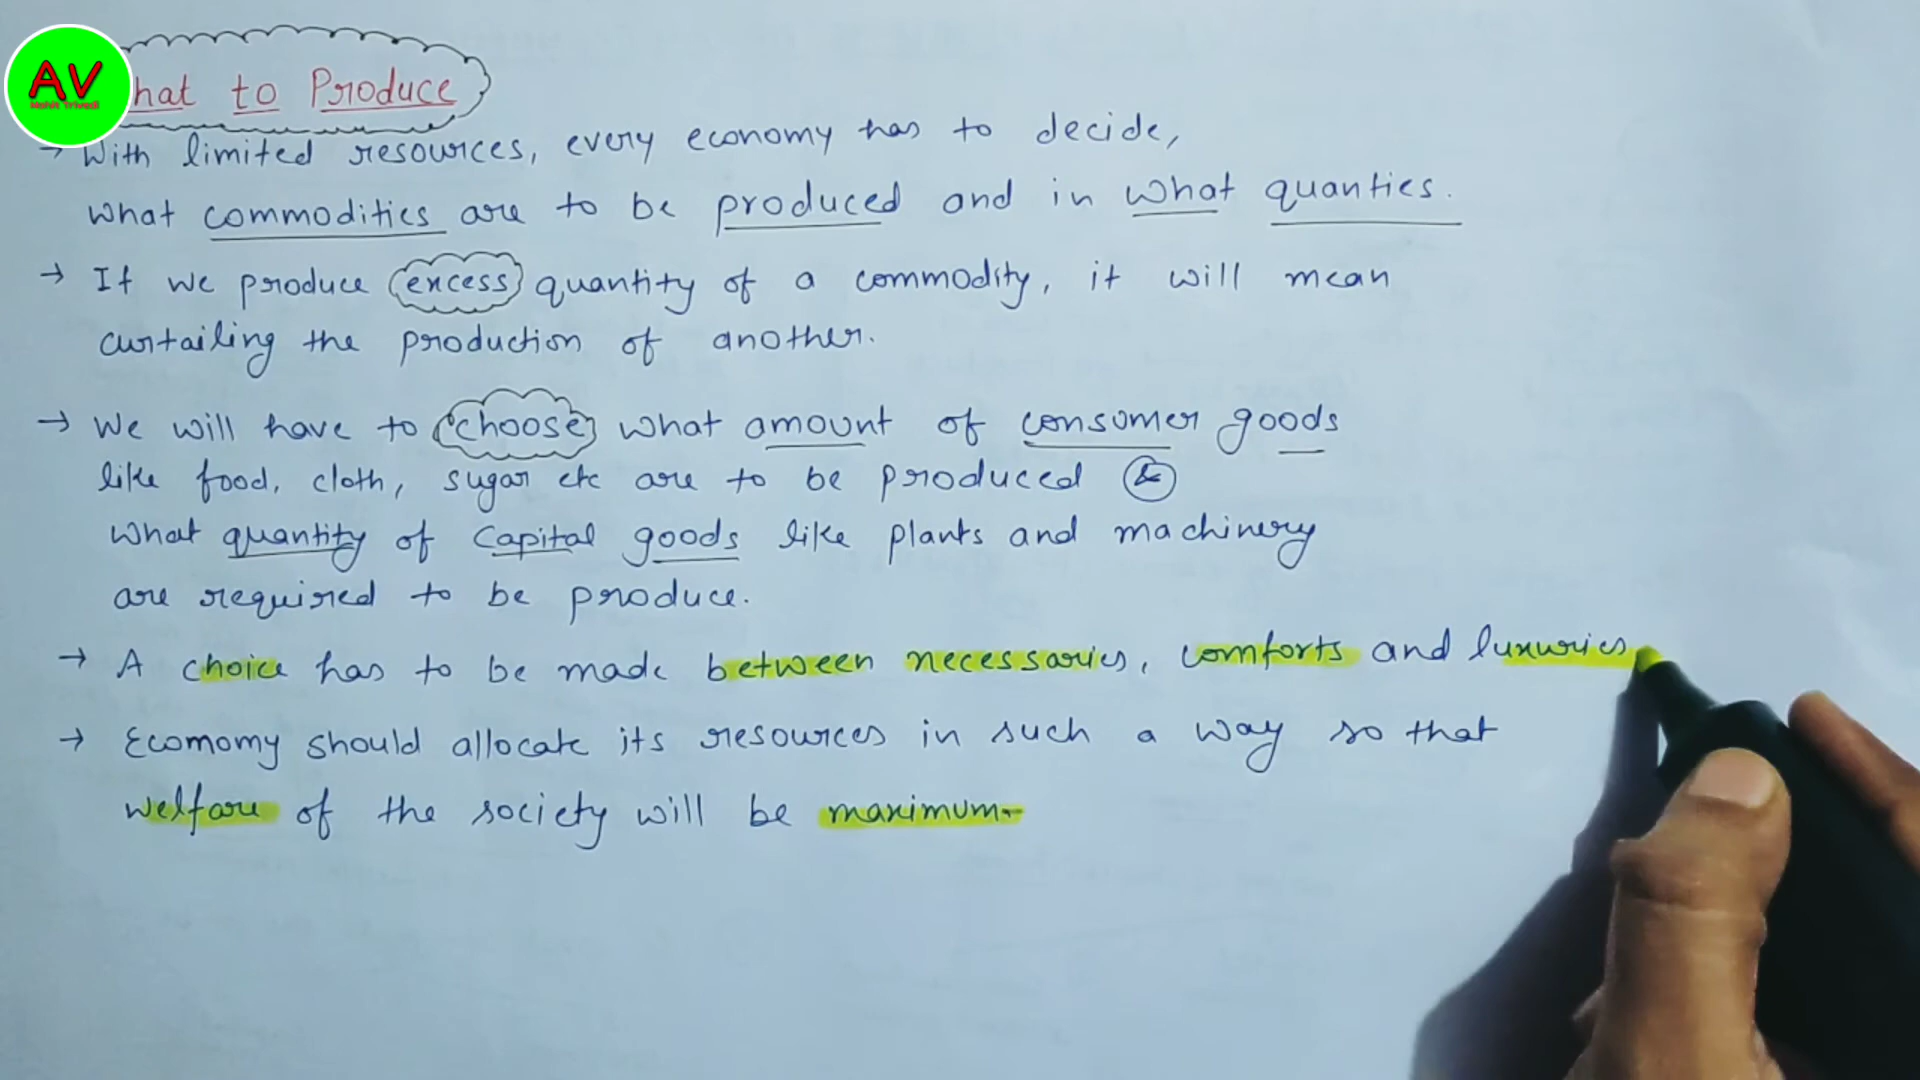 AV
Mohit Trivedi
hat to Produce
→ With limited resources, every economy has to decide,
what commodities are to be produced and in what quanties.
→ If we produce excess quantity of a commodity, it will mean
curtailing the production of another.
→ We will have to choose what amount of consumer goods
like food, cloth, sugar etc are to be produced &
what quantity of capital goods like plants and machinery
are required to be produce.
→ A choice has to be made between necessaries, comforts and luxuries
→ Ecomomy should allocate its resources in such a way so that
welfare of the society will be maximum.